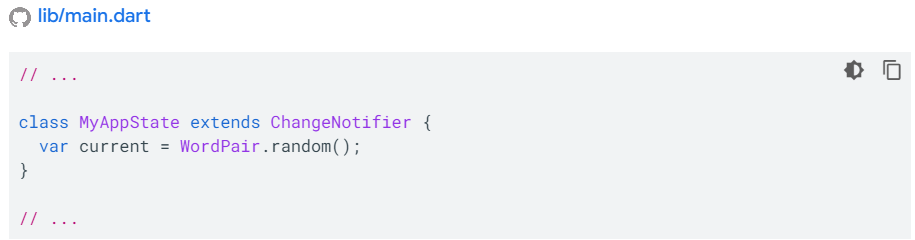 lib/main.dart
// ...
class MyAppState extends ChangeNotifier {
  var current = WordPair.random();
}
// ...